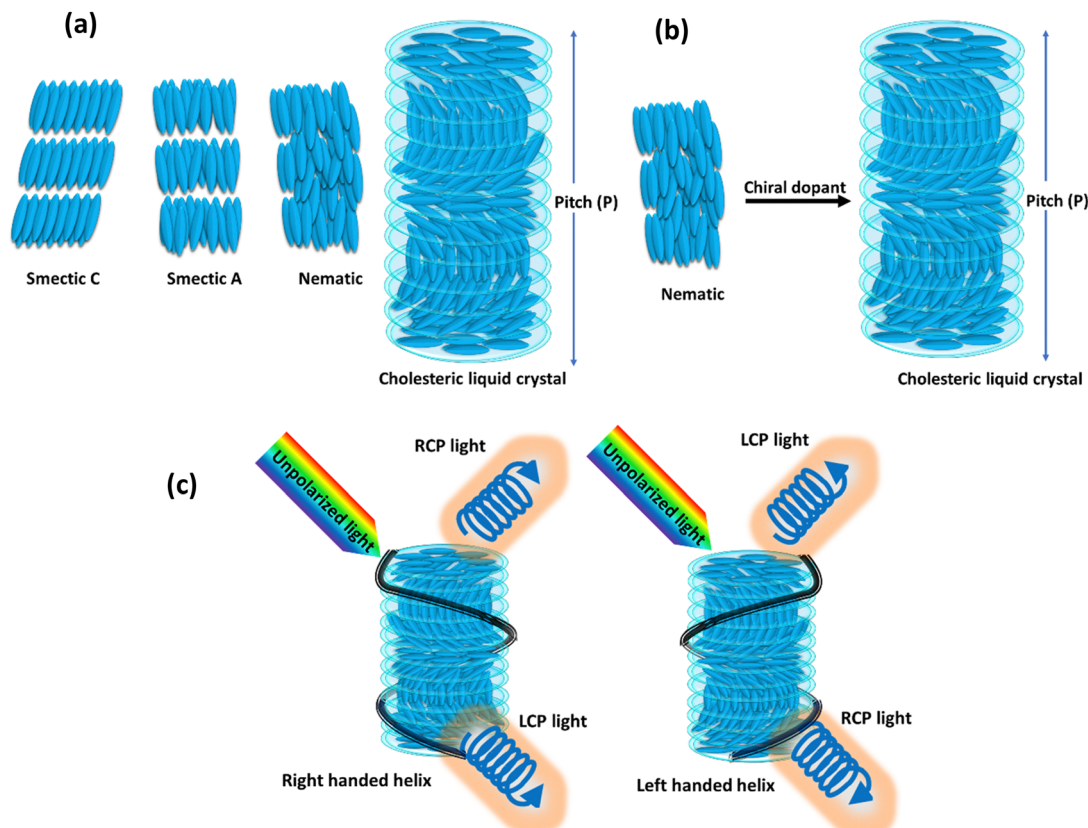 (a)
Smectic C
Smectic A
Nematic
Pitch (P)
Cholesteric liquid crystal
(b)
Nematic
Chiral dopant
Pitch (P)
Cholesteric liquid crystal
(c)
Unpolarized light
RCP light
LCP light
Right handed helix
Unpolarized light
LCP light
RCP light
Left handed helix